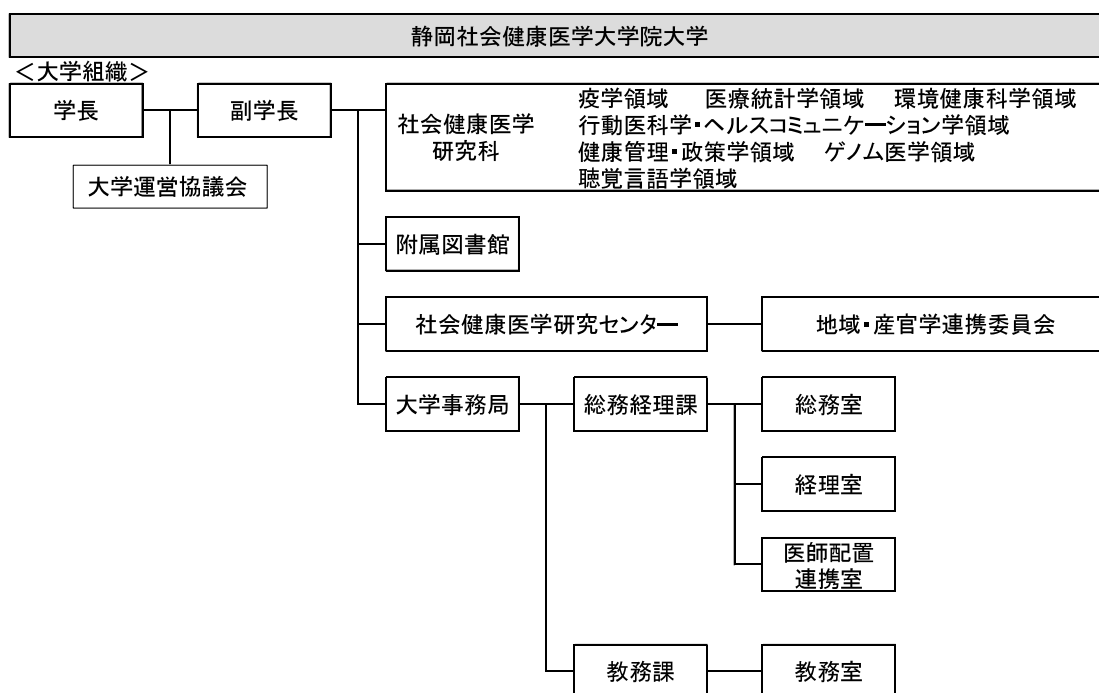 静岡社会健康医学大学院大学
＜大学組織＞
学長
副学長
大学運営協議会
社会健康医学
研究科
疫学領域　医療統計学領域　環境健康科学領域
行動医科学・ヘルスコミュニケーション学領域
健康管理・政策学領域　ゲノム医学領域
聴覚言語学領域
附属図書館
社会健康医学研究センター
地域・産官学連携委員会
大学事務局
総務経理課
総務室
経理室
医師配置
連携室
教務課
教務室